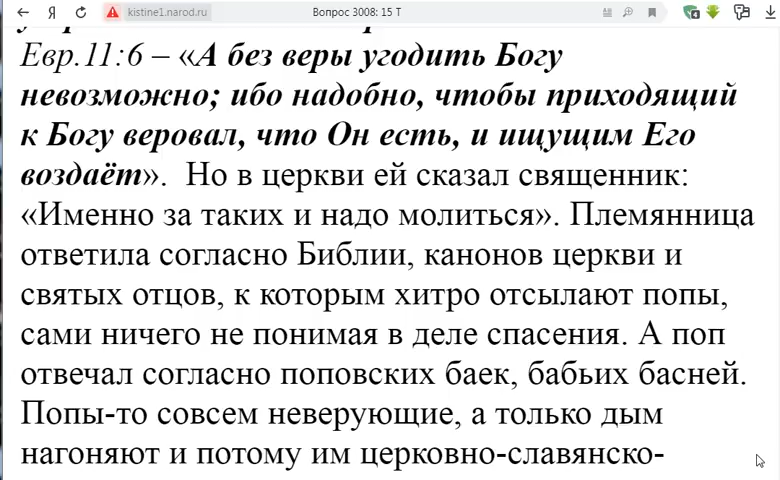 kistine1.narod.ru
Вопрос 3008: 15 Т
Евр.11:6 – «А без веры угодить Богу
невозможно; ибо надобно, чтобы приходящий
к Богу веровал, что Он есть, и ищущим Его
воздаёт».  Но в церкви ей сказал священник:
«Именно за таких и надо молиться». Племянница
ответила согласно Библии, канонов церкви и
святых отцов, к которым хитро отсылают попы,
сами ничего не понимая в деле спасения. А поп
отвечал согласно поповских баек, бабьих басней.
Попы-то совсем неверующие, а только дым
нагоняют и потому им церковно-славянско-